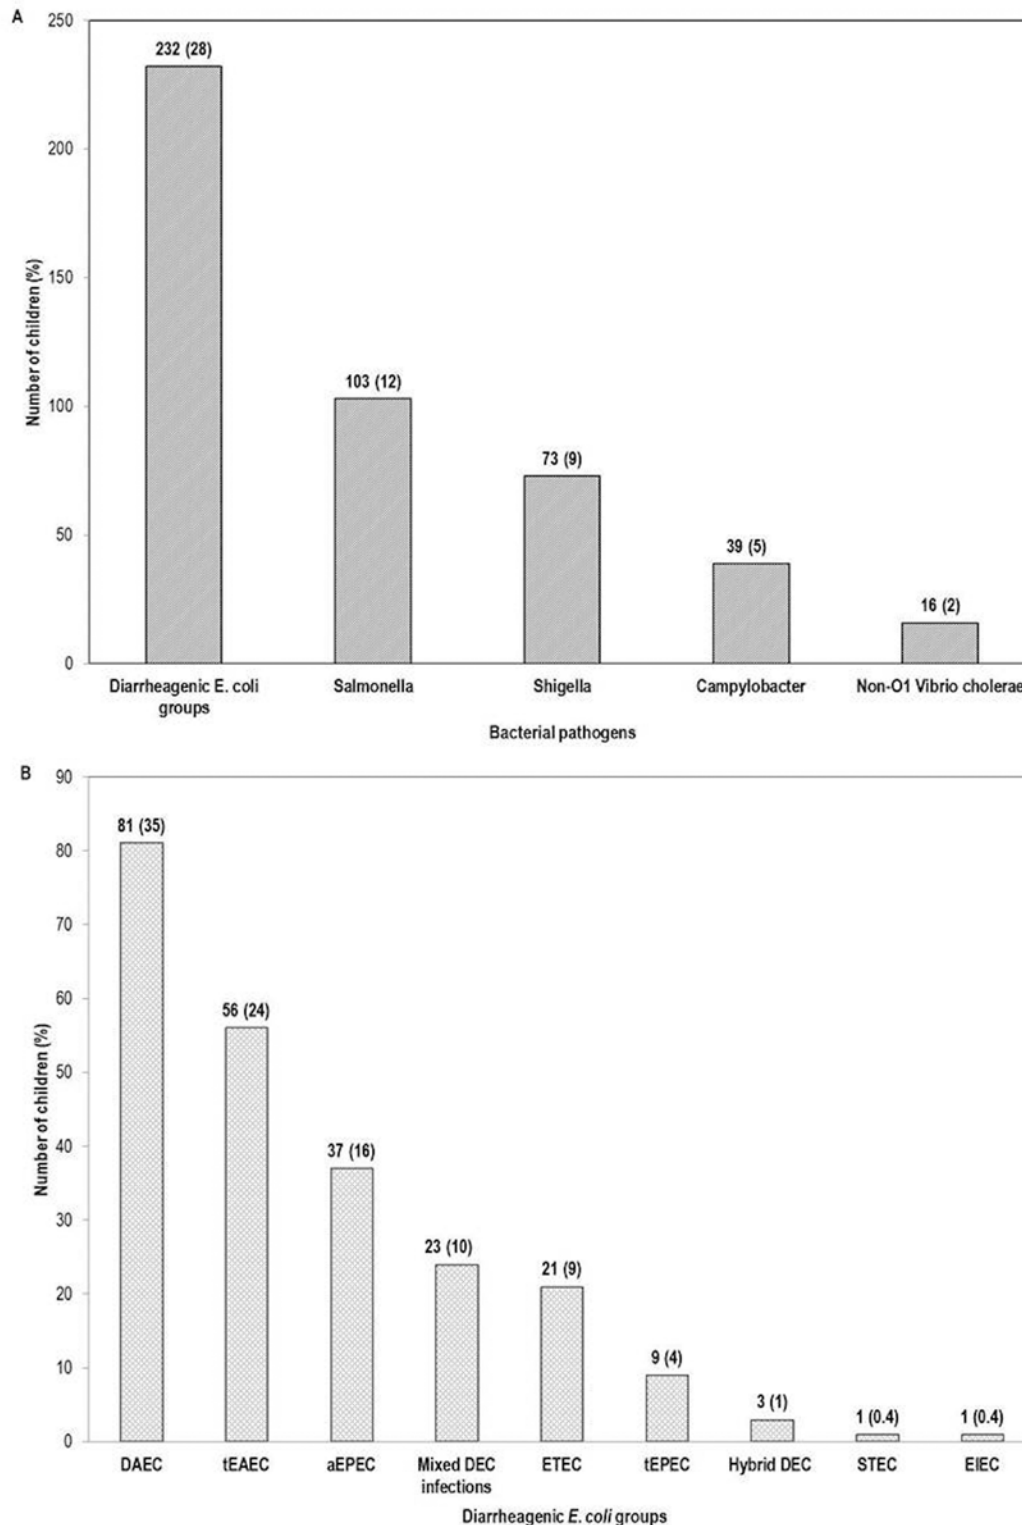 A
250
200
150
100
50
0
Number of children (%)
232 (28)
103 (12)
73 (9)
39 (5)
16 (2)
Diarrheagenic E. coli
groups
Salmonella
Shigella
Campylobacter
Non-O1 Vibrio cholerae
Bacterial pathogens
B
90
80
70
60
50
40
30
20
10
0
Number of children (%)
81 (35)
56 (24)
37 (16)
23 (10)
21 (9)
9 (4)
3 (1)
1 (0.4)
1 (0.4)
DAEC
tEAEC
aEPEC
Mixed DEC
infections
ETEC
tEPEC
Hybrid DEC
STEC
EIEC
Diarrheagenic E. coli groups